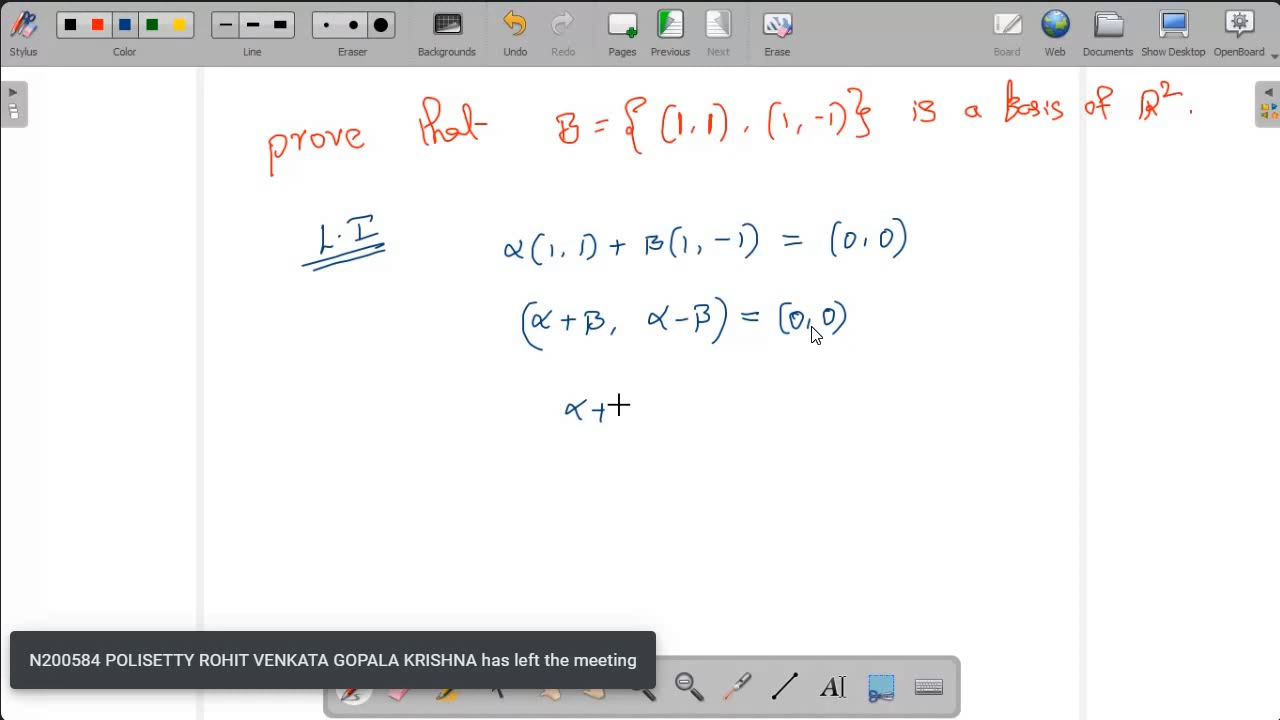 Stylus
Color
Line
Eraser
Backgrounds
Undo
Redo
Pages
Previous
Next
Erase
Board
Web
Documents
Show Desktop
OpenBoard
prove that B = { (1, 1), (1, -1)} is a basis of R².
L.I
α(1, 1) + β(1, -1) = (0, 0)
(α + β, α - β) = (0, 0)
α +
N200584 POLISETTY ROHIT VENKATA GOPALA KRISHNA has left the meeting
AI